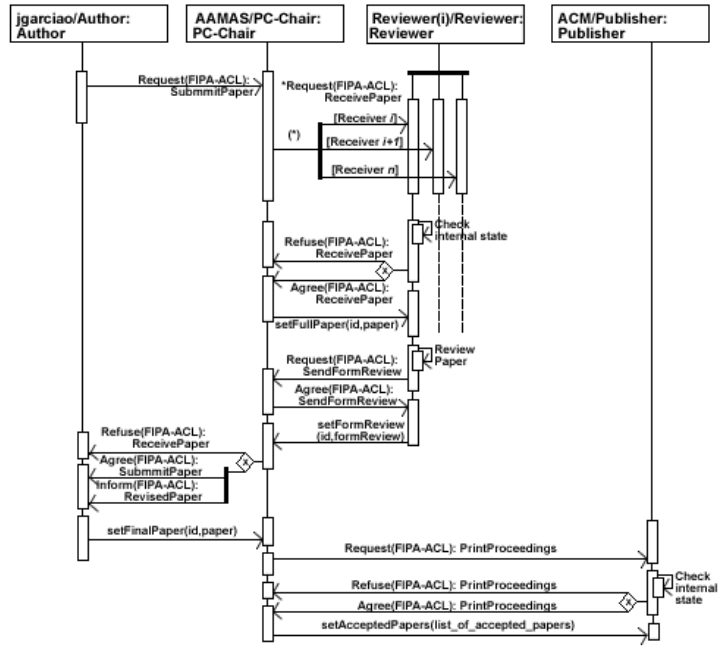 jgarciao/Author:
Author
AAMAS/PC-Chair:
PC-Chair
Reviewer(i)/Reviewer:
Reviewer
ACM/Publisher:
Publisher
Request(FIPA-ACL):
SubmmitPaper
*Request(FIPA-ACL):
ReceivePaper
(*)
[Receiver i]
[Receiver i+1]
[Receiver n]
Check
internal state
Refuse(FIPA-ACL):
ReceivePaper
x
Agree(FIPA-ACL):
ReceivePaper
setFullPaper(id,paper)
Review
Paper
Request(FIPA-ACL):
SendFormReview
Agree(FIPA-ACL):
SendFormReview
setFormReview
(id,formReview)
Refuse(FIPA-ACL):
ReceivePaper
x
Agree(FIPA-ACL):
SubmmitPaper
Inform(FIPA-ACL):
RevisedPaper
setFinalPaper(id,paper)
Request(FIPA-ACL): PrintProceedings
Check
internal
state
Refuse(FIPA-ACL): PrintProceedings
x
Agree(FIPA-ACL): PrintProceedings
setAcceptedPapers(list_of_accepted_papers)